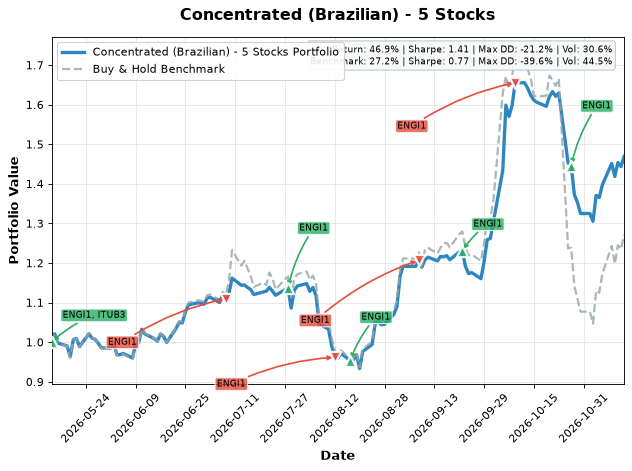 Concentrated (Brazilian) - 5 Stocks
Concentrated (Brazilian) - 5 Stocks Portfolio
Buy & Hold Benchmark
46.9% | Sharpe: 1.41 | Max DD: -21.2% | Vol: 30.6%
27.2% | Sharpe: 0.77 | Max DD: -39.6% | Vol: 44.5%
1.7
1.6
1.5
1.4
1.3
1.2
1.1
1.0
0.9
Portfolio Value
ENGI1, ITUB3
ENGI1
ENGI1
ENGI1
ENGI1
ENGI1
ENGI1
ENGI1
ENGI1
2026-05-24
2026-06-09
2026-06-25
2026-07-11
2026-07-27
2026-08-12
2026-08-28
2026-09-13
2026-09-29
2026-10-15
2026-10-31
Date